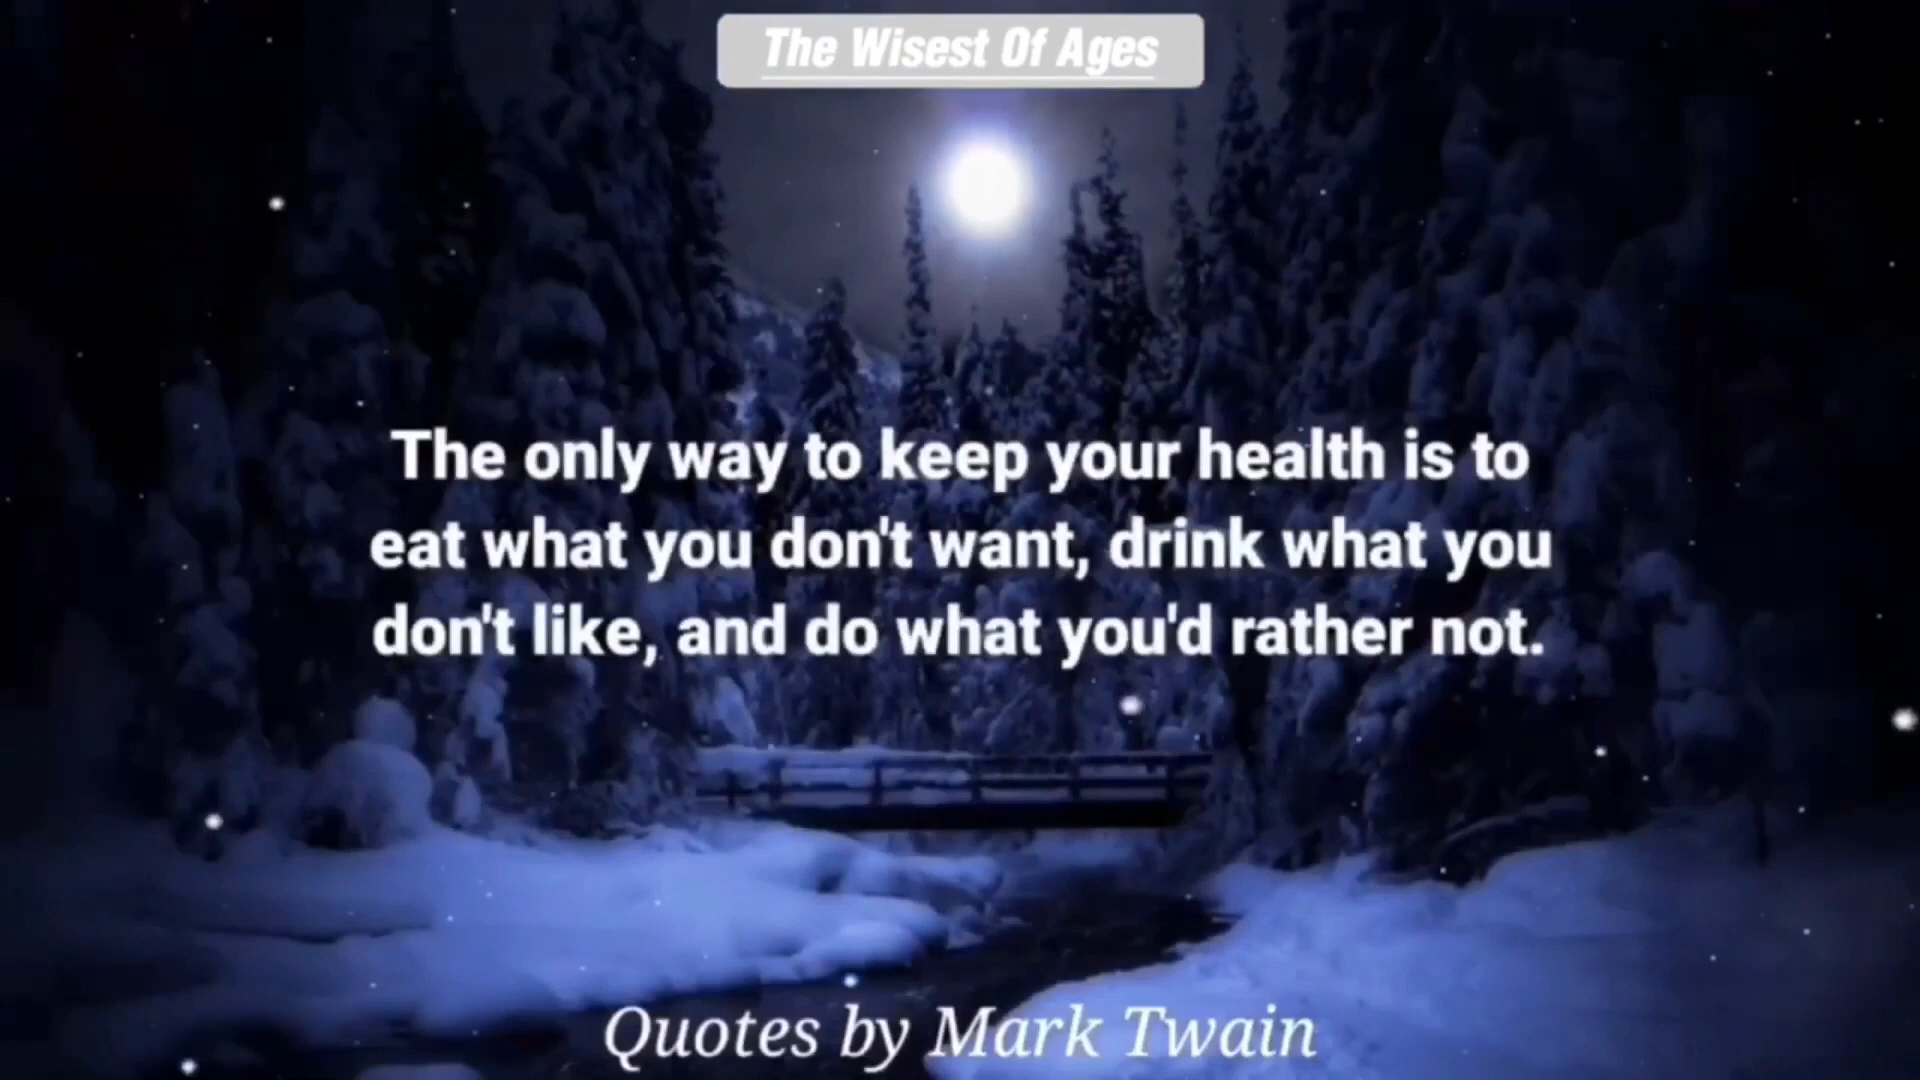 The Wisest Of Ages
The only way to keep your health is to
eat what you don't want, drink what you
don't like, and do what you'd rather not.
Quotes by Mark Twain